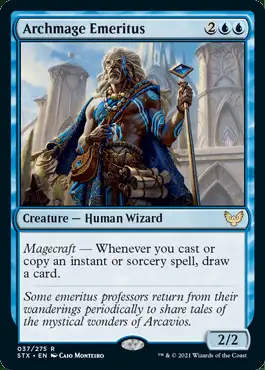 Archmage Emeritus 2
Creature — Human Wizard
Magecraft — Whenever you cast or
copy an instant or sorcery spell, draw
a card.
Some emeritus professors return from their
wanderings periodically to share tales of
the mystical wonders of Arcavios.
2/2
037/275 R
STX • EN Caio Monteiro
™ & © 2021 Wizards of the Coast